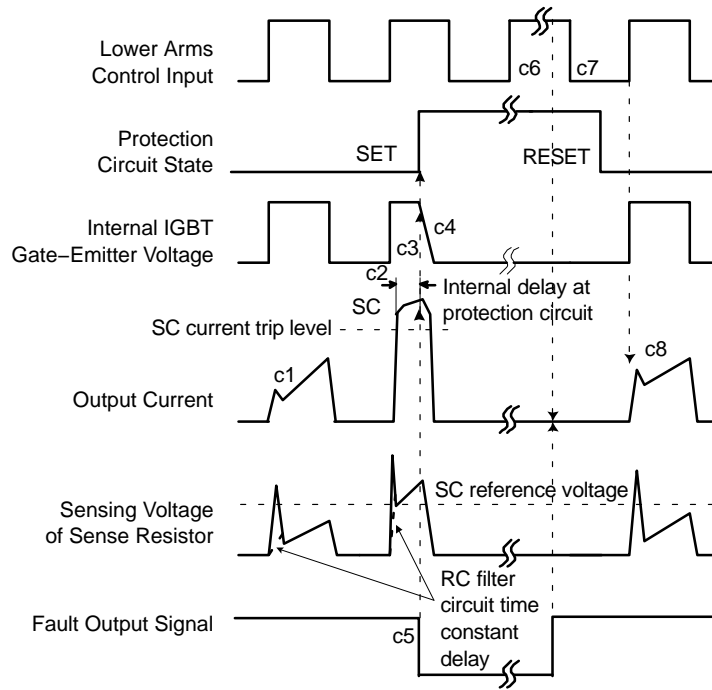 Lower Arms
Control Input
c6
c7
Protection
Circuit State
SET
RESET
Internal IGBT
Gate−Emitter Voltage
c3
c4
c2
Internal delay at
protection circuit
SC
SC current trip level
c1
c8
Output Current
SC reference voltage
Sensing Voltage
of Sense Resistor
RC filter
circuit time
constant
delay
Fault Output Signal
c5